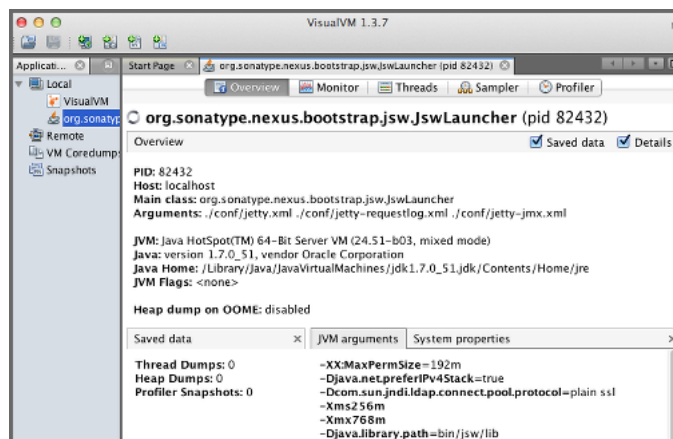 VisualVM 1.3.7
Applicati...
Start Page
org.sonatype.nexus.bootstrap.jsw.JswLauncher (pid 82432)
Local
VisualVM
org.sonatyp
Remote
VM Coredump
Snapshots
Overview
Monitor
Threads
Sampler
Profiler
org.sonatype.nexus.bootstrap.jsw.JswLauncher (pid 82432)
Overview
Saved data
Details
PID: 82432
Host: localhost
Main class: org.sonatype.nexus.bootstrap.jsw.JswLauncher
Arguments: ./conf/jetty.xml ./conf/jetty-requestlog.xml ./conf/jetty-jmx.xml
JVM: Java HotSpot(TM) 64-Bit Server VM (24.51-b03, mixed mode)
Java: version 1.7.0_51, vendor Oracle Corporation
Java Home: /Library/Java/JavaVirtualMachines/jdk1.7.0_51.jdk/Contents/Home/jre
JVM Flags: <none>
Heap dump on OOME: disabled
Saved data
JVM arguments
System properties
Thread Dumps: 0
Heap Dumps: 0
Profiler Snapshots: 0
-XX:MaxPermSize=192m
-Djava.net.preferIPv4Stack=true
-Dcom.sun.jndi.ldap.connect.pool.protocol=plain ssl
-Xms256m
-Xmx768m
-Djava.library.path=bin/jsw/lib